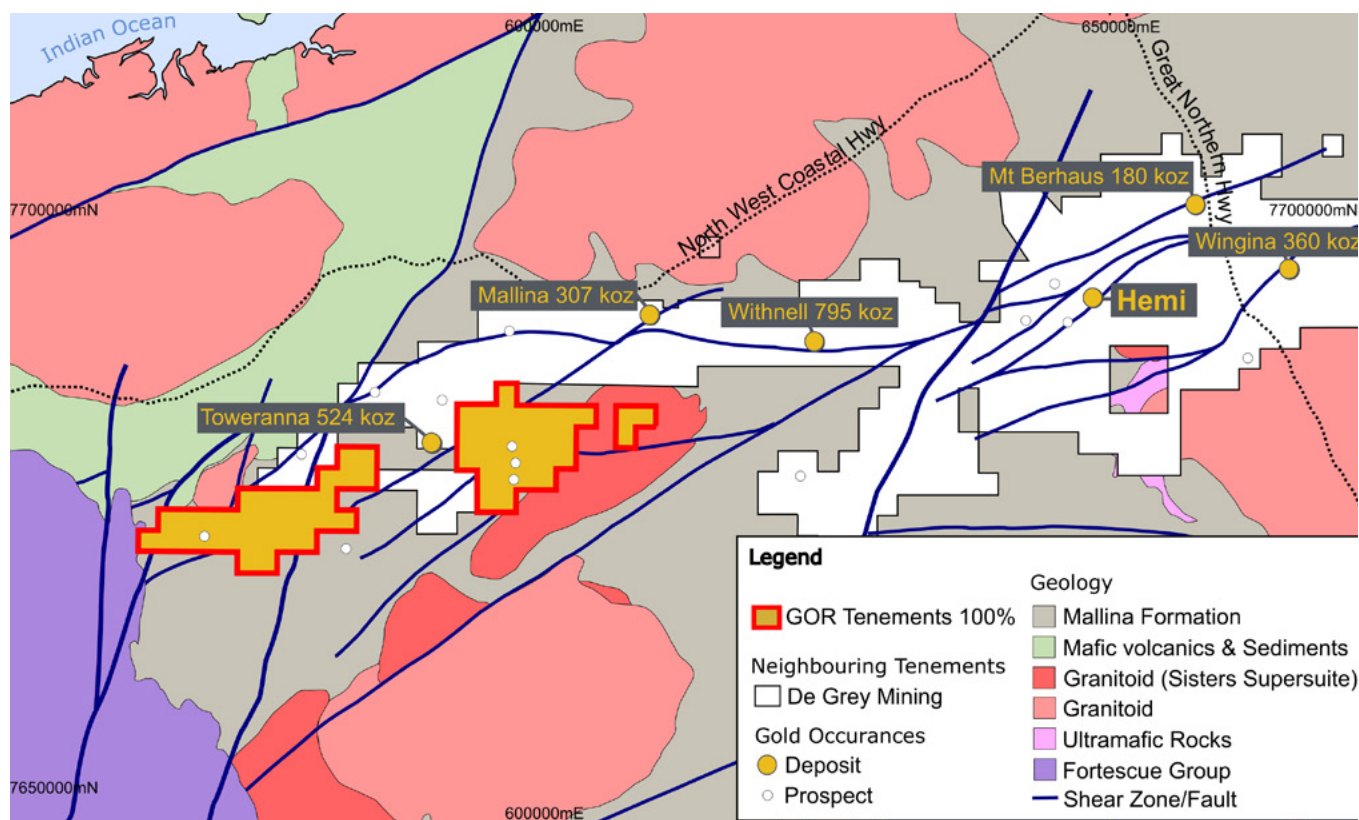 Indian Ocean
600000mE
650000mE
Great Northern Hwy
North West Coastal Hwy
Mt Berhaus 180 koz
7700000mN
7700000mN
Wingina 360 koz
Mallina 307 koz
Withnell 795 koz
Hemi
Toweranna 524 koz
7650000mN
600000mE
Legend
GOR Tenements 100%
Neighbouring Tenements
De Grey Mining
Gold Occurances
Deposit
Prospect
Geology
Mallina Formation
Mafic volcanics & Sediments
Granitoid (Sisters Supersuite)
Granitoid
Ultramafic Rocks
Fortescue Group
Shear Zone/Fault